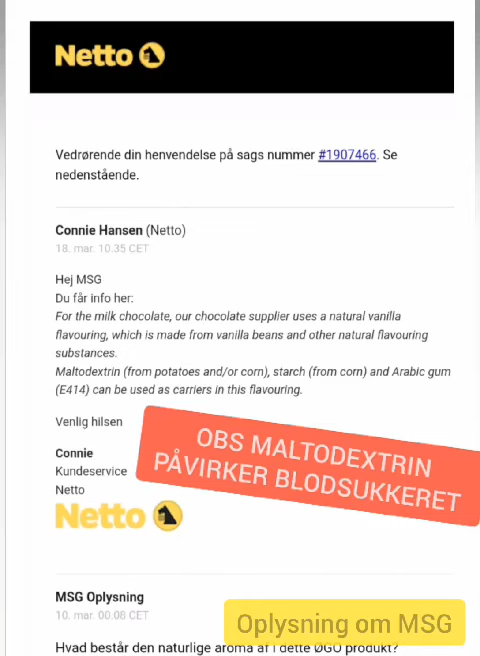 Netto
Vedrørende din henvendelse på sags nummer #1907466. Se
nedenstående.
Connie Hansen (Netto)
18. mar. 10.35 CET
Hej MSG
Du får info her:
For the milk chocolate, our chocolate supplier uses a natural vanilla
flavouring, which is made from vanilla beans and other natural flavouring
substances.
Maltodextrin (from potatoes and/or corn), starch (from corn) and Arabic gum
(E414) can be used as carriers in this flavouring.
Venlig hilsen
Connie
Kundeservice
Netto
Netto
OBS MALTODEXTRIN
PÅVIRKER BLODSUKKERET
MSG Oplysning
10. mar. 00.08 CET
Oplysning om MSG
Hvad består den naturlige aroma af i dette ØGO produkt?